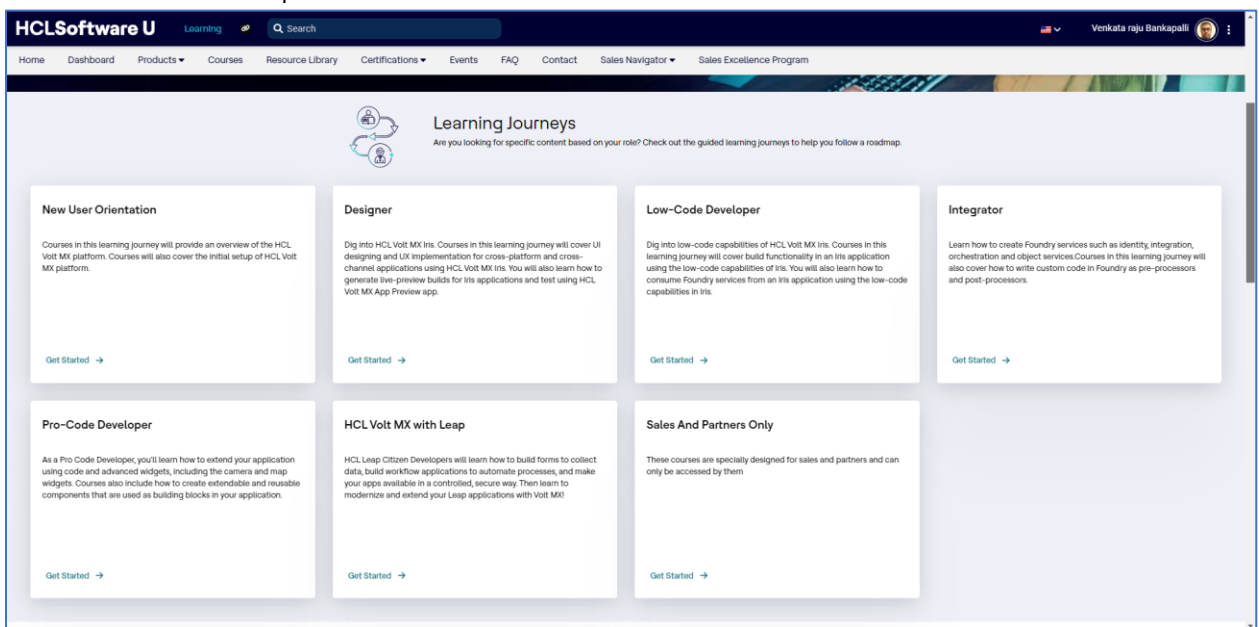 HCLSoftware U Learning Search Venkata raju Bankapalli
Home Dashboard Products Courses Resource Library Certifications Events FAQ Contact Sales Navigator Sales Excellence Program
Learning Journeys
Are you looking for specific content based on your role? Check out the guided learning journeys to help you follow a roadmap.
New User Orientation
Courses in this learning journey will provide an overview of the HCL
Volt MX platform. Courses will also cover the initial setup of HCL Volt
MX platform.
Get Started →
Designer
Dig into HCL Volt MX Iris. Courses in this learning journey will cover UI
designing and UX implementation for cross-platform and cross-
channel applications using HCL Volt MX Iris. You will also learn how to
generate live-preview builds for Iris applications and test using HCL
Volt MX App Preview app.
Get Started →
Low-Code Developer
Dig into low-code capabilities of HCL Volt MX Iris. Courses in this
learning journey will cover build functionality in an Iris application
using the low-code capabilities of Iris. You will also learn how to
consume Foundry services from an Iris application using the low-code
capabilities in Iris.
Get Started →
Integrator
Learn how to create Foundry services such as identity, integration,
orchestration and object services.Courses in this learning journey will
also cover how to write custom code in Foundry as pre-processors
and post-processors.
Get Started →
Pro-Code Developer
As a Pro Code Developer, you'll learn how to extend your application
using code and advanced widgets, including the camera and map
widgets. Courses also include how to create extendable and reusable
components that are used as building blocks in your application.
Get Started →
HCL Volt MX with Leap
HCL Leap Citizen Developers will learn how to build forms to collect
data, build workflow applications to automate processes, and make
your apps available in a controlled, secure way. Then learn to
modernize and extend your Leap applications with Volt MX!
Get Started →
Sales And Partners Only
These courses are specially designed for sales and partners and can
only be accessed by them
Get Started →